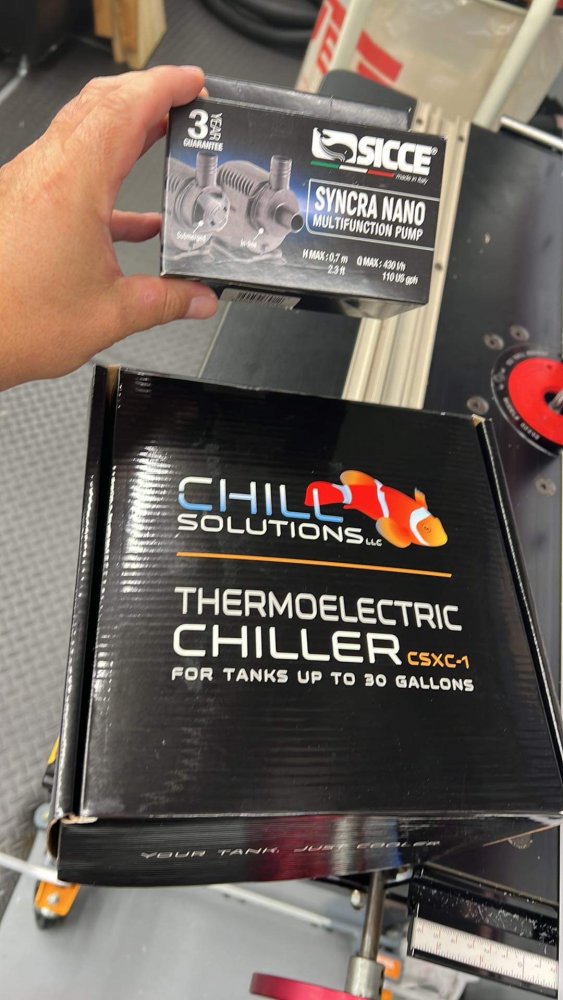 3 YEAR
GUARANTEE
SICCE®
made in Italy
SYNCRA NANO
MULTIFUNCTION PUMP
Submerged
In-line
H MAX : 0,7 m
2.3 ft
Q MAX : 430 l/h
110 US gph
CHILL
SOLUTIONS LLC
THERMOELECTRIC
CHILLER CSXC-1
FOR TANKS UP TO 30 GALLONS
YOUR TANK, JUST COOLER